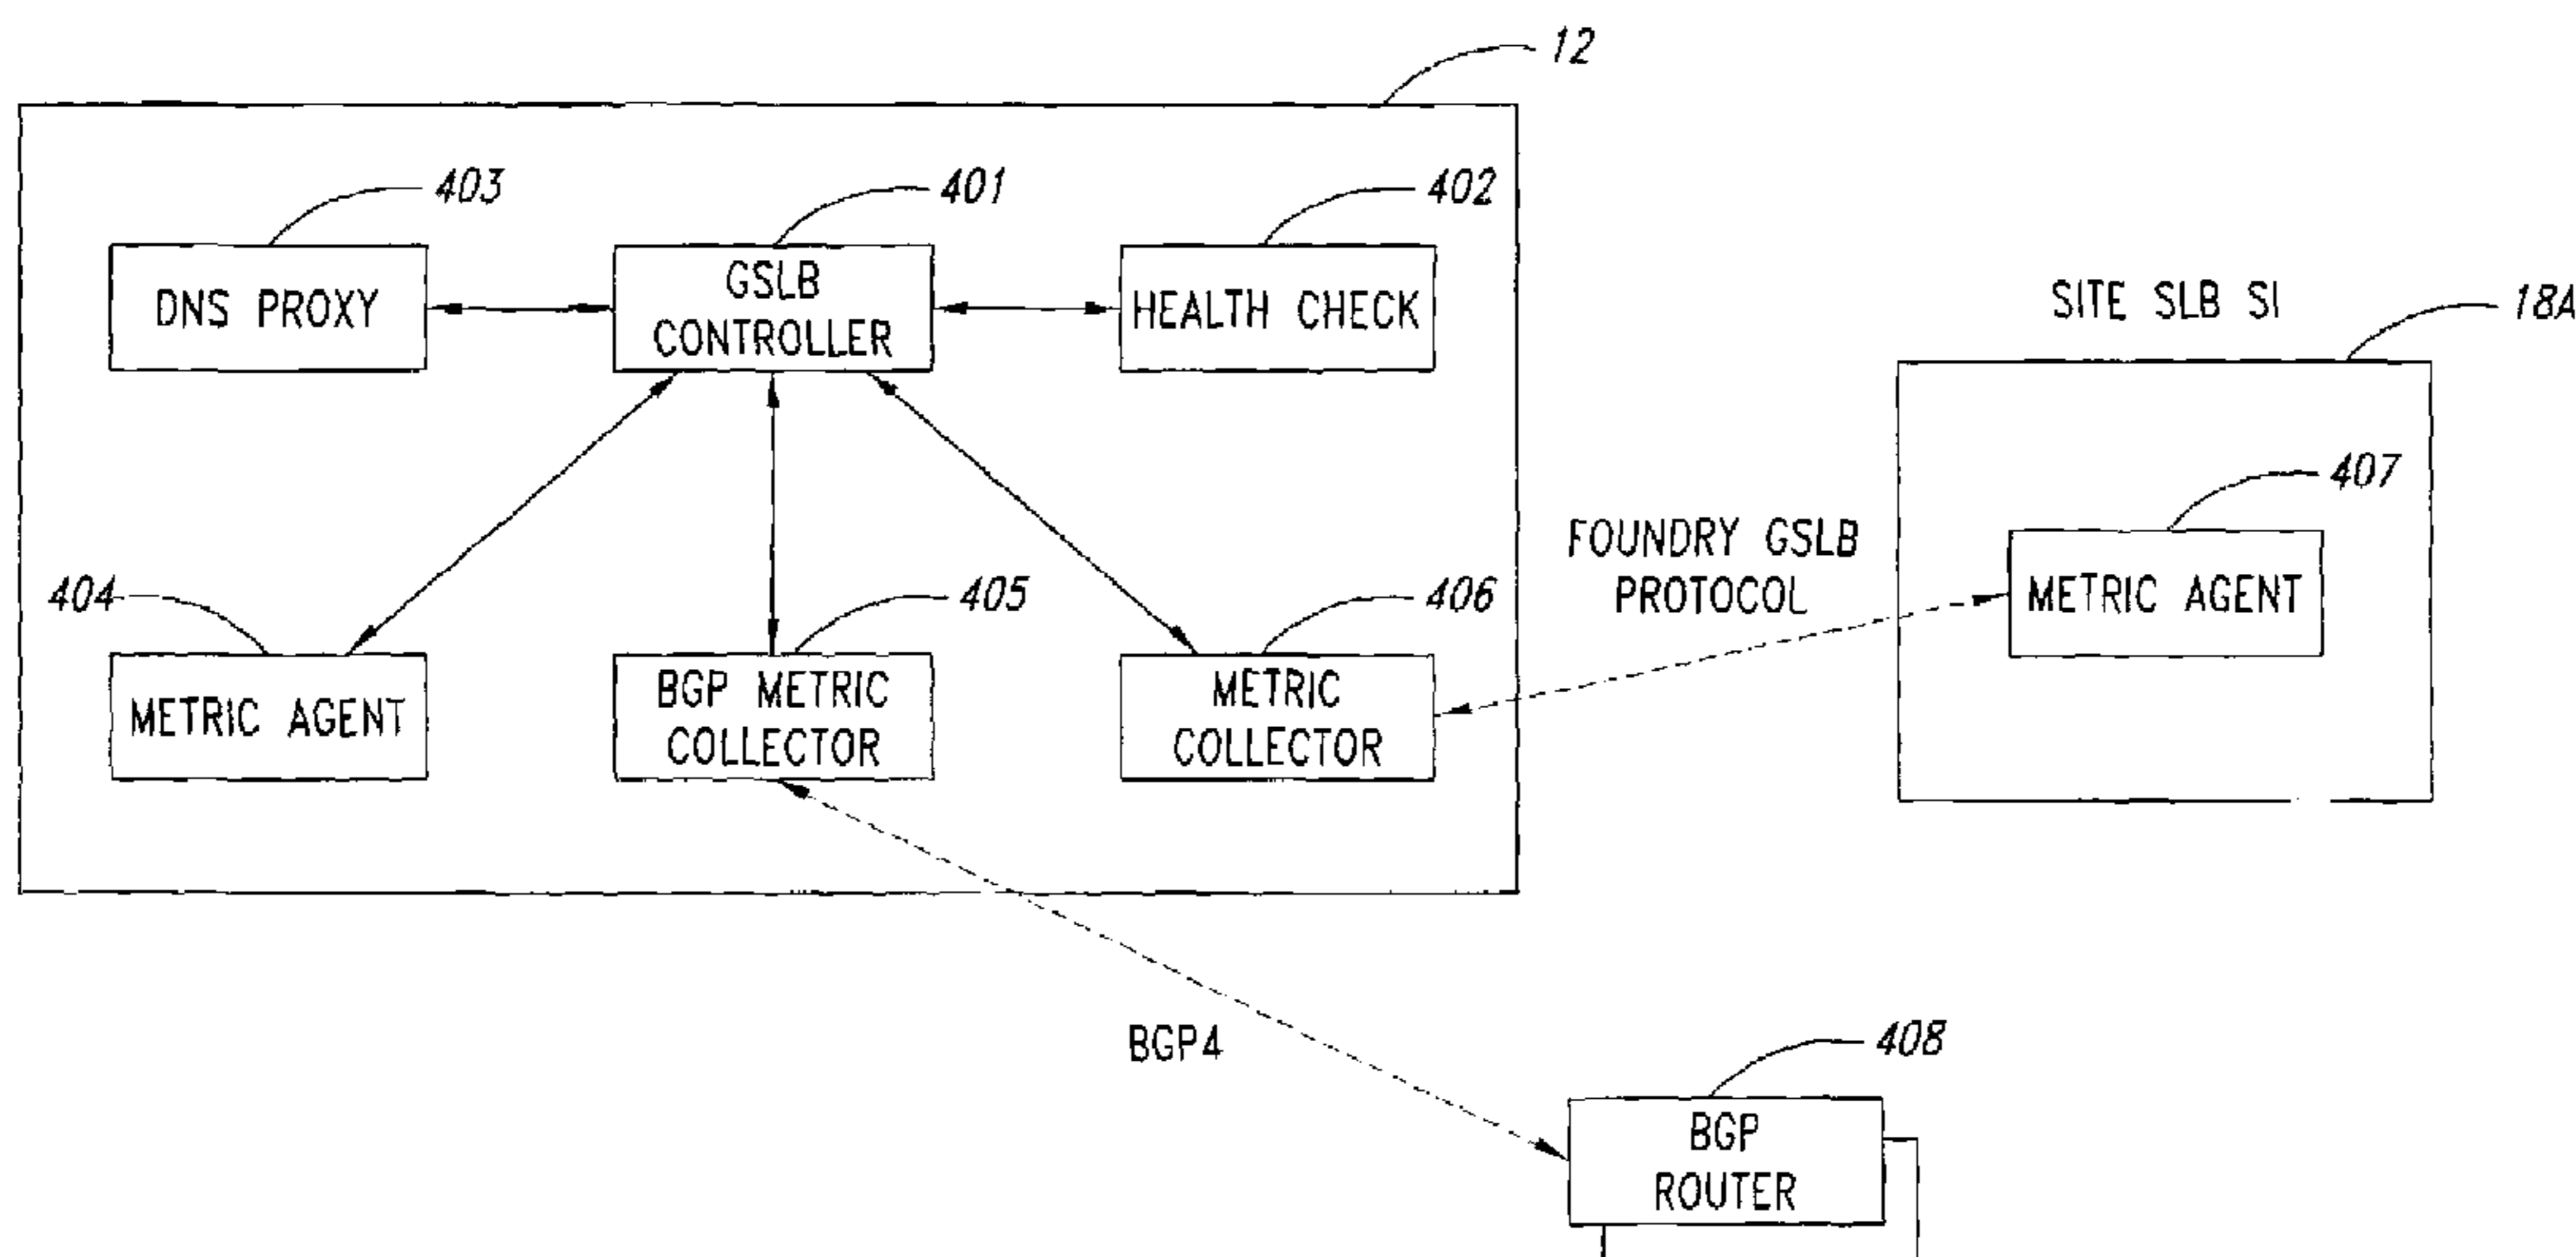 12
403
401
402
DNS PROXY
GSLB
CONTROLLER
HEALTH CHECK
SITE SLB SI
18A
407
FOUNDRY GSLB
PROTOCOL
METRIC AGENT
404
405
406
METRIC AGENT
BGP METRIC
COLLECTOR
METRIC
COLLECTOR
BGP4
408
BGP
ROUTER